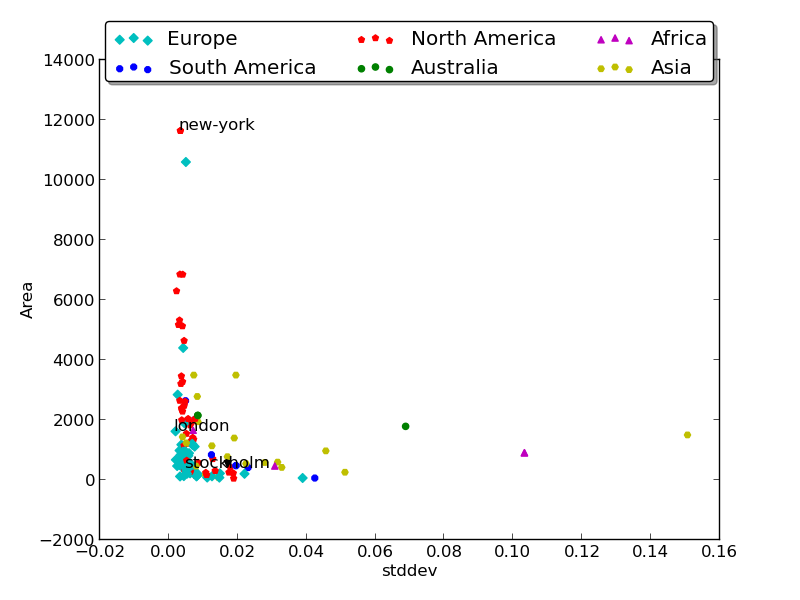 Europe North America Africa
South America Australia Asia
14000
12000
new-york
10000
8000
Area
6000
4000
2000
london
stockholm
0
−2000
−0.02 0.00 0.02 0.04 0.06 0.08 0.10 0.12 0.14 0.16
stddev